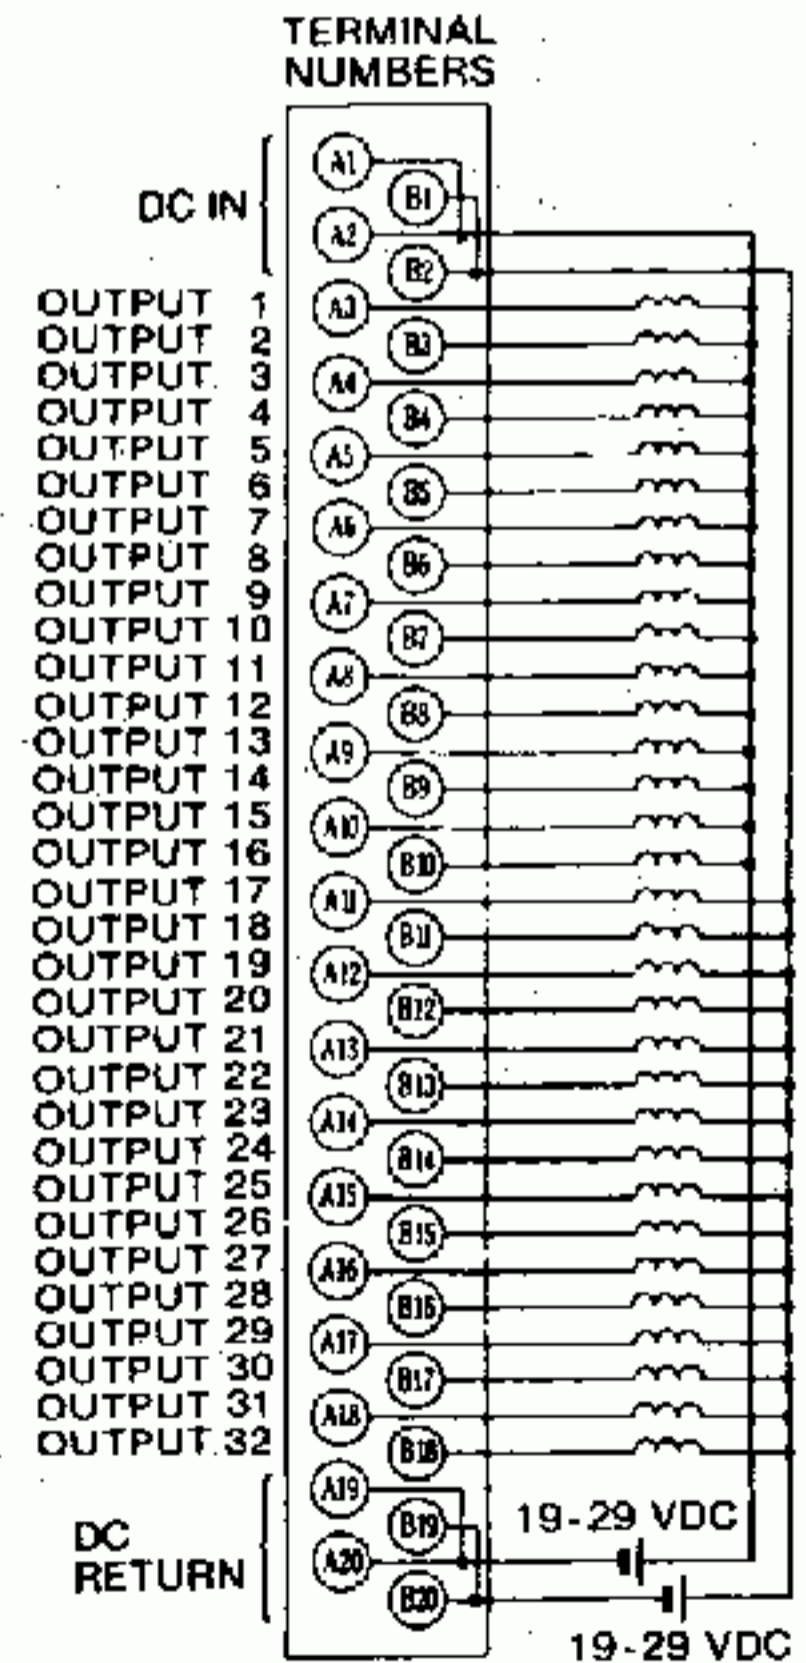 TERMINAL
NUMBERS
DC IN
A1
B1
A2
B2
OUTPUT 1 A3
OUTPUT 2 B3
OUTPUT 3 A4
OUTPUT 4 B4
OUTPUT 5 A5
OUTPUT 6 B5
OUTPUT 7 A6
OUTPUT 8 B6
OUTPUT 9 A7
OUTPUT 10 B7
OUTPUT 11 A8
OUTPUT 12 B8
OUTPUT 13 A9
OUTPUT 14 B9
OUTPUT 15 A10
OUTPUT 16 B10
OUTPUT 17 A11
OUTPUT 18 B11
OUTPUT 19 A12
OUTPUT 20 B12
OUTPUT 21 A13
OUTPUT 22 B13
OUTPUT 23 A14
OUTPUT 24 B14
OUTPUT 25 A15
OUTPUT 26 B15
OUTPUT 27 A16
OUTPUT 28 B16
OUTPUT 29 A17
OUTPUT 30 B17
OUTPUT 31 A18
OUTPUT 32 B18
DC
RETURN
A19
B19
A20
B20
19-29 VDC
19-29 VDC